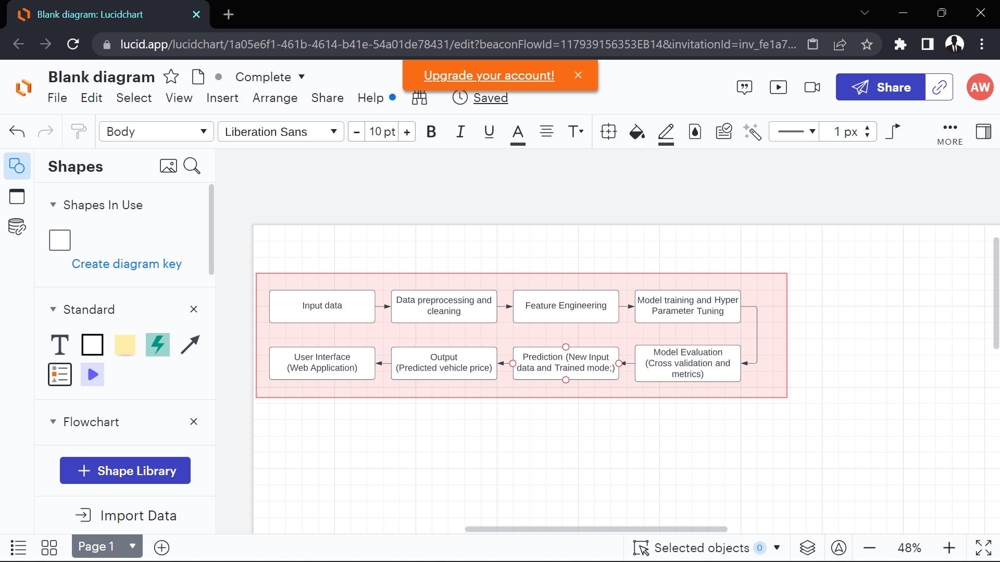 Blank diagram: Lucidchart
lucid.app/lucidchart/1a05e6f1-461b-4614-b41e-54a01de78431/edit?beaconFlowId=117939156353EB14&invitationId=inv_fe1a7...
Blank diagram
Complete
Upgrade your account!
Share
AW
File Edit Select View Insert Arrange Share Help
Saved
Body
Liberation Sans
- 10 pt +
B I U A T
1 px
MORE
Shapes
Shapes In Use
Create diagram key
Standard
T
Flowchart
+ Shape Library
Import Data
Input data
Data preprocessing and
cleaning
Feature Engineering
Model training and Hyper
Parameter Tuning
User Interface
(Web Application)
Output
(Predicted vehicle price)
Prediction (New Input
data and Trained mode;)
Model Evaluation
(Cross validation and
metrics)
Page 1
Selected objects 0
48%